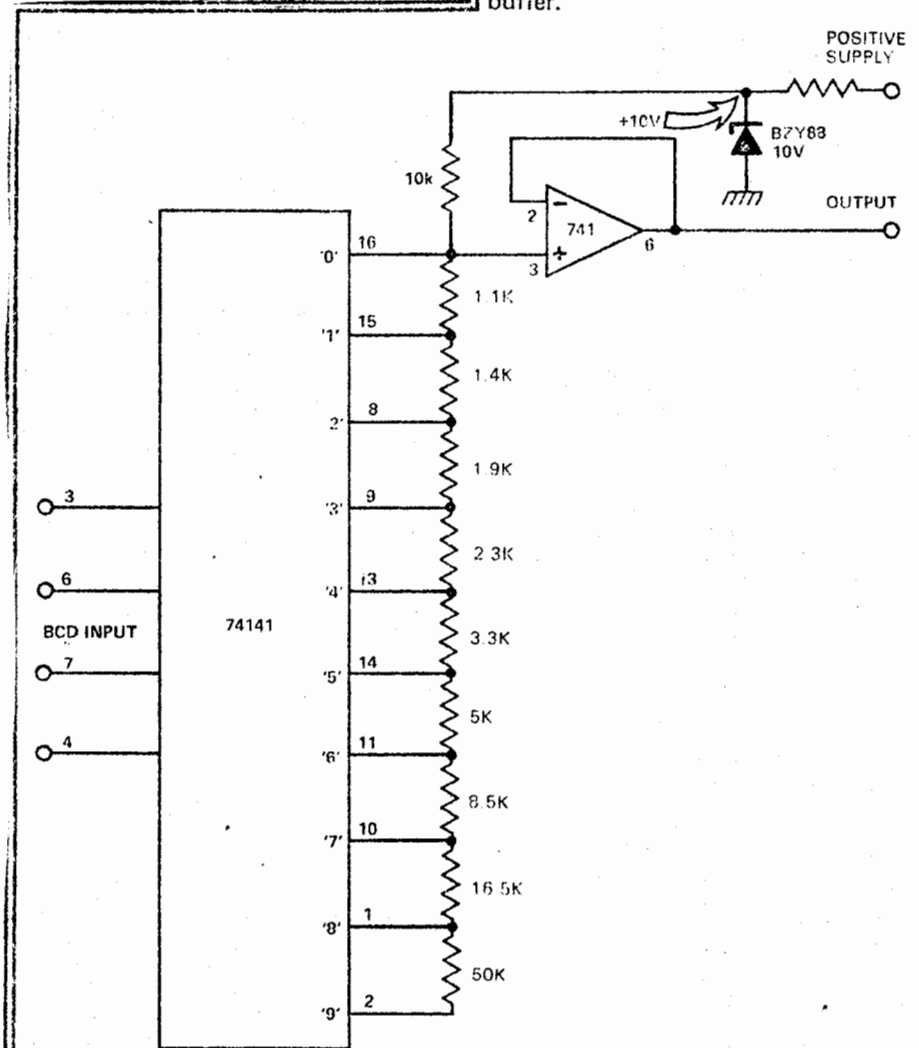 buffer.
POSITIVE
SUPPLY
+10V
BZY88
10V
10k
OUTPUT
2
741
6
3
+
−
'0'
16
1.1K
'1'
15
1.4K
2'
8
1.9K
3
'3'
9
2.3K
6
'4'
13
BCD INPUT
74141
3.3K
7
'5'
14
5K
4
'6'
11
8.5K
'7'
10
16.5K
'8'
1
50K
'9'
2